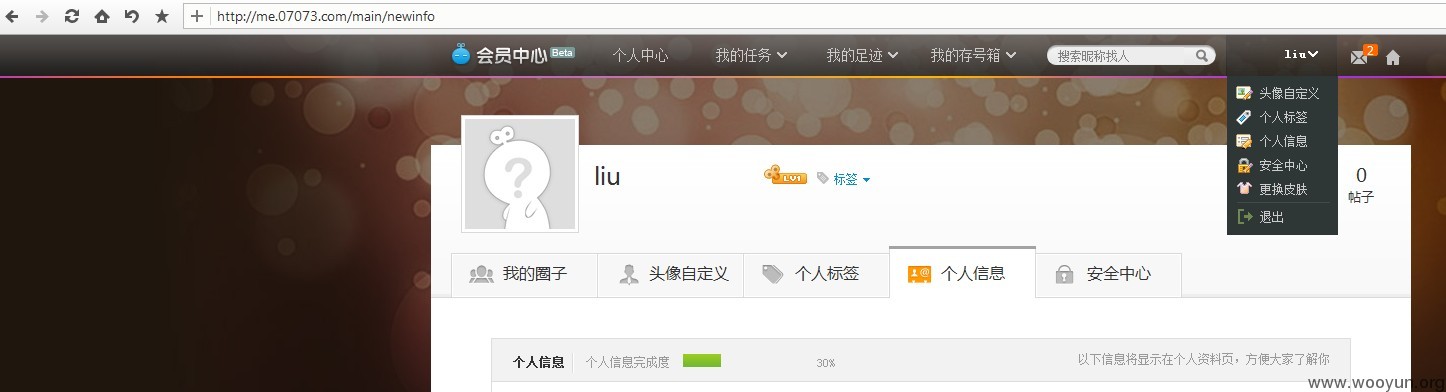 http://me.07073.com/main/newinfo
会员中心 Beta 个人中心 我的任务 我的足迹 我的存号箱 搜索昵称找人 liu 2
头像自定义
个人标签
个人信息
安全中心
更换皮肤
退出
liu LV1 标签
0
帖子
我的圈子 头像自定义 个人标签 个人信息 安全中心
个人信息 个人信息完成度 30% 以下信息将显示在个人资料页，方便大家了解你
www.wooyun.org